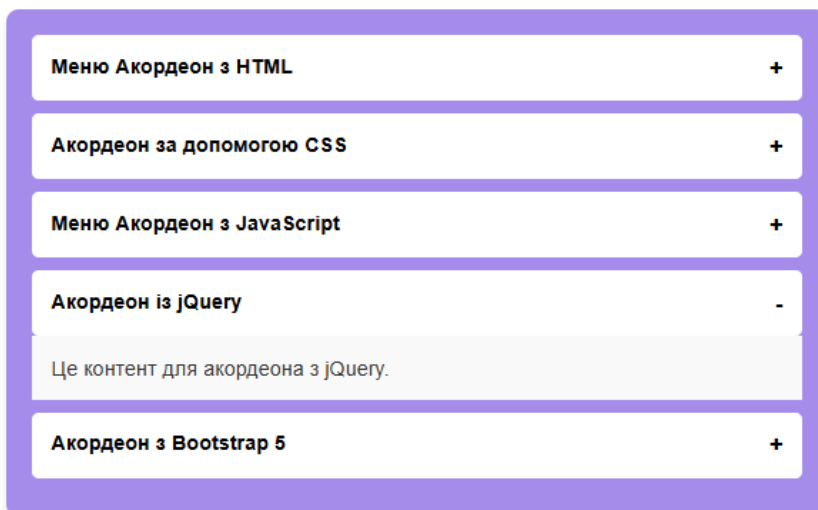 Меню Акордеон з HTML +
Акордеон за допомогою CSS +
Меню Акордеон з JavaScript +
Акордеон із jQuery -
Це контент для акордеона з jQuery.
Акордеон з Bootstrap 5 +